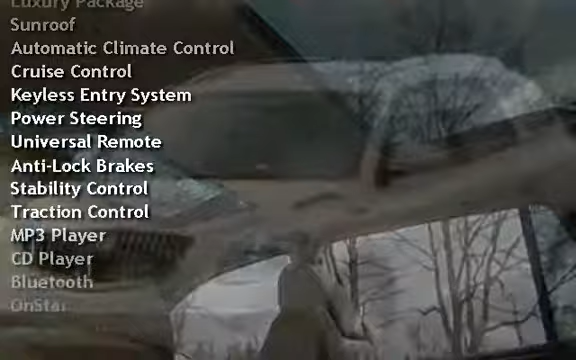 Luxury Package
Sunroof
Automatic Climate Control
Cruise Control
Keyless Entry System
Power Steering
Universal Remote
Anti-Lock Brakes
Stability Control
Traction Control
MP3 Player
CD Player
Bluetooth
OnStar